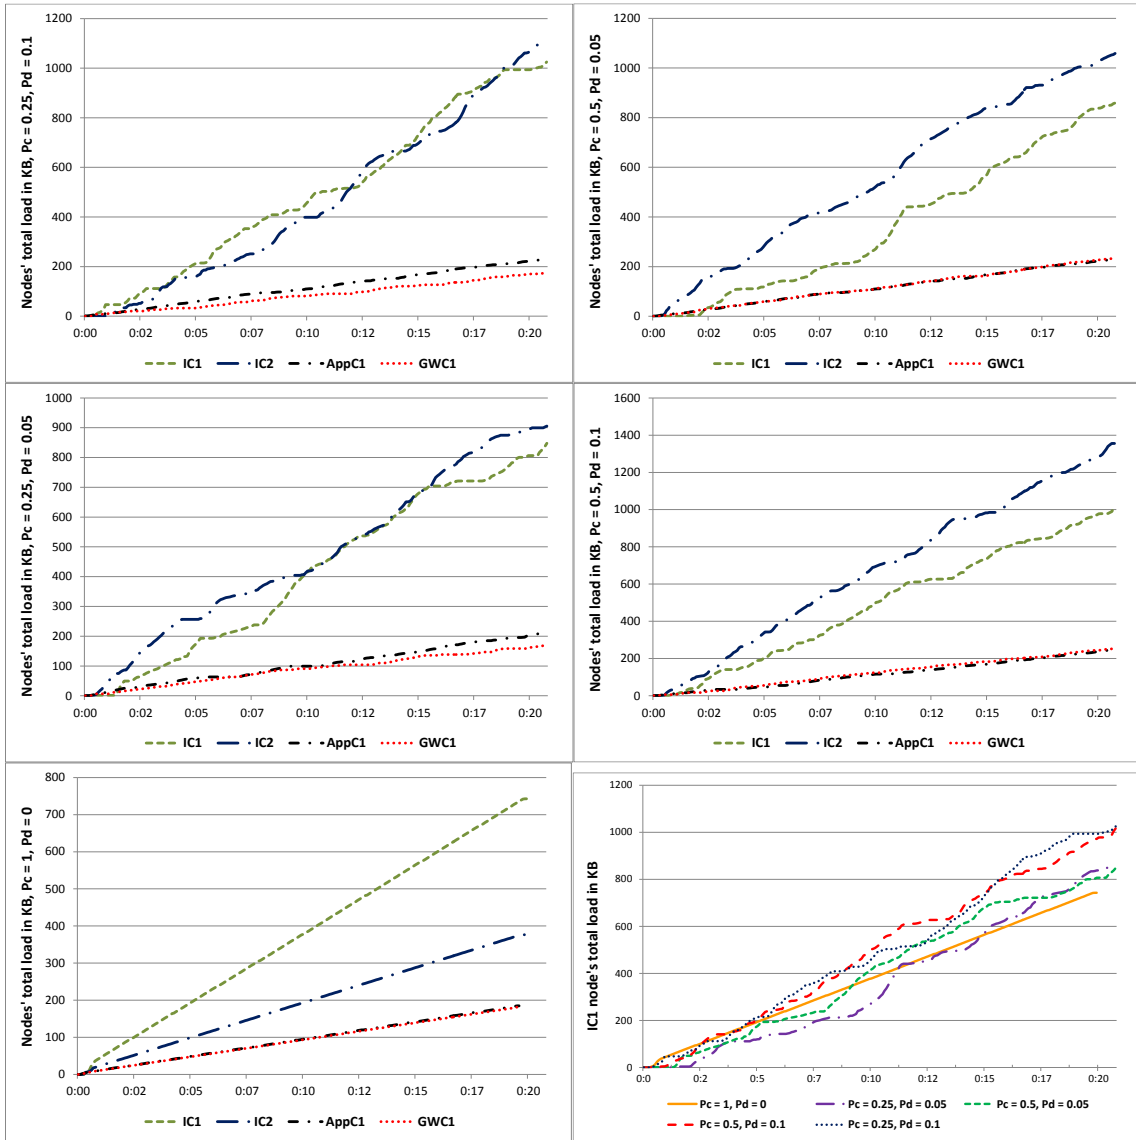 Nodes' total load in KB, Pc = 0.25, Pd = 0.1
1200
1000
800
600
400
200
0
0:00 0:02 0:05 0:07 0:10 0:12 0:15 0:17 0:20
IC1 IC2 AppC1 GWC1
Nodes' total load in KB, Pc = 0.5, Pd = 0.05
1200
1000
800
600
400
200
0
0:00 0:02 0:05 0:07 0:10 0:12 0:15 0:17 0:20
IC1 IC2 AppC1 GWC1
Nodes' total load in KB, Pc = 0.25, Pd = 0.05
1000
900
800
700
600
500
400
300
200
100
0
0:00 0:02 0:05 0:07 0:10 0:12 0:15 0:17 0:20
IC1 IC2 AppC1 GWC1
Nodes' total load in KB, Pc = 0.5, Pd = 0.1
1600
1400
1200
1000
800
600
400
200
0
0:00 0:02 0:05 0:07 0:10 0:12 0:15 0:17 0:20
IC1 IC2 AppC1 GWC1
Nodes' total load in KB, Pc = 1, Pd = 0
800
700
600
500
400
300
200
100
0
0:00 0:02 0:05 0:07 0:10 0:12 0:15 0:17 0:20
IC1 IC2 AppC1 GWC1
IC1 node's total load in KB
1200
1000
800
600
400
200
0
0:0 0:2 0:5 0:7 0:10 0:12 0:15 0:17 0:20
Pc = 1, Pd = 0 Pc = 0.25, Pd = 0.05 Pc = 0.5, Pd = 0.05
Pc = 0.5, Pd = 0.1 Pc = 0.25, Pd = 0.1